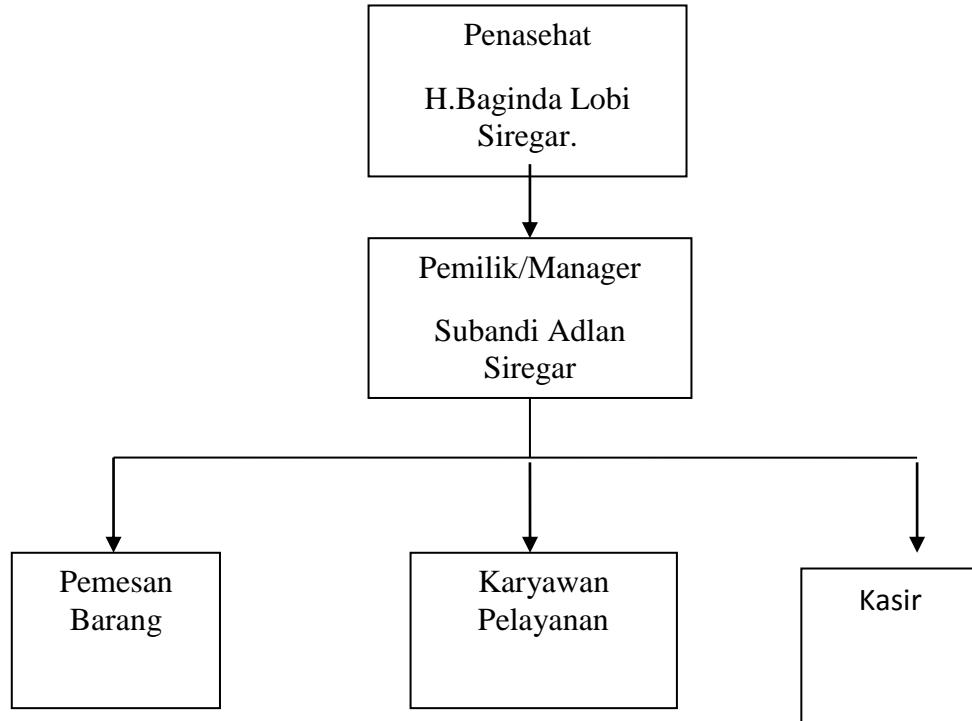 Penasehat
H.Baginda Lobi
Siregar.
Pemilik/Manager
Subandi Adlan
Siregar
Pemesan
Barang
Karyawan
Pelayanan
Kasir